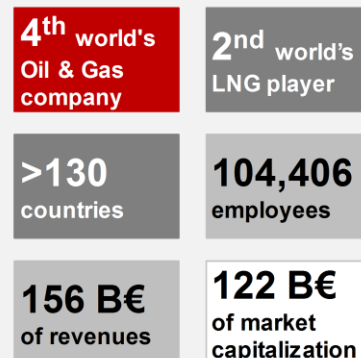 4th world's
Oil & Gas
company
2nd world’s
LNG player
>130
countries
104,406
employees
156 B€
of revenues
122 B€
of market
capitalization